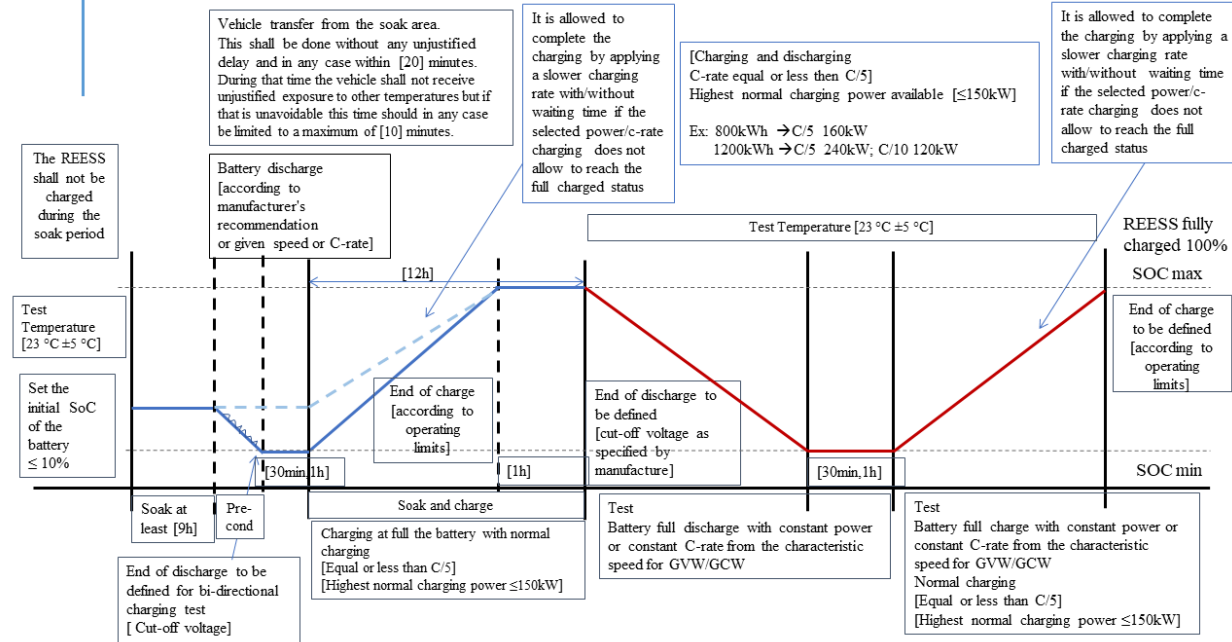 Vehicle transfer from the soak area.
This shall be done without any unjustified
delay and in any case within [20] minutes.
During that time the vehicle shall not receive
unjustified exposure to other temperatures but if
that is unavoidable this time should in any case
be limited to a maximum of [10] minutes.
It is allowed to
complete the
charging by applying
a slower charging
rate with/without
waiting time if the
selected power/c-rate
charging does not
allow to reach the
full charged status
[Charging and discharging
C-rate equal or less then C/5]
Highest normal charging power available [≤150kW]
Ex: 800kWh →C/5 160kW
1200kWh →C/5 240kW; C/10 120kW
It is allowed to complete
the charging by applying a
slower charging rate
with/without waiting time
if the selected power/c-
rate charging does not
allow to reach the full
charged status
The REESS
shall not be
charged
during the
soak period
Battery discharge
[according to
manufacturer's
recommendation
or given speed or C-rate]
Test Temperature [23 °C ±5 °C]
REESS fully
charged 100%
[12h]
SOC max
Test
Temperature
[23 °C ±5 °C]
End of charge
to be defined
[according to
operating
limits]
Set the
initial SoC
of the
battery
≤ 10%
End of charge
[according to
operating
limits]
End of discharge to
be defined
[cut-off voltage as
specified by
manufacture]
[30min,1h]
[1h]
[30min,1h]
SOC min
Soak at
least [9h]
Pre-
cond
Soak and charge
Charging at full the battery with normal
charging
[Equal or less than C/5]
[Highest normal charging power ≤150kW]
Test
Battery full discharge with constant power
or constant C-rate from the characteristic
speed for GVW/GCW
Test
Battery full charge with constant power or
constant C-rate from the characteristic
speed for GVW/GCW
Normal charging
[Equal or less than C/5]
[Highest normal charging power ≤150kW]
End of discharge to be
defined for bi-directional
charging test
[ Cut-off voltage]